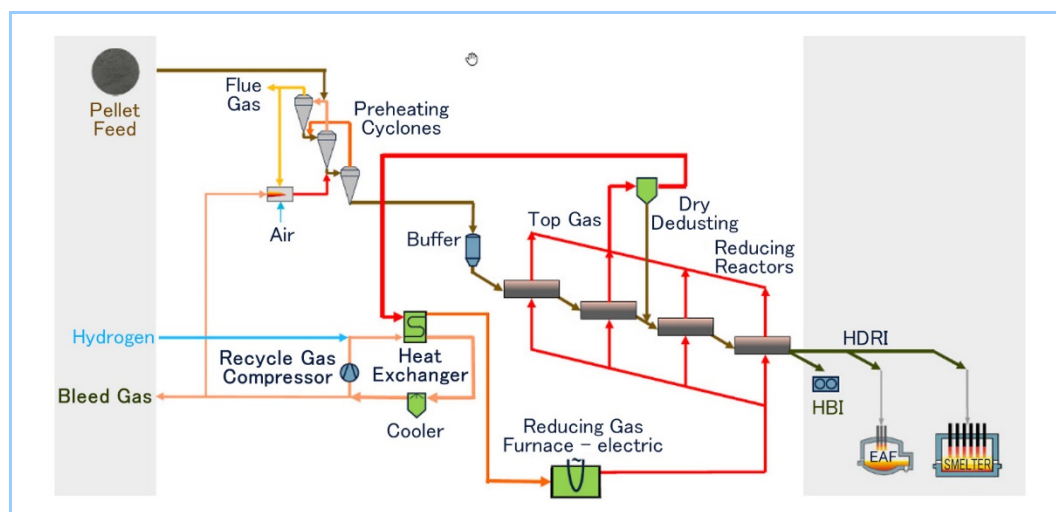 Pellet
Feed
Flue
Gas
Preheating
Cyclones
Air
Buffer
Top Gas
Dry
Dedusting
Reducing
Reactors
Hydrogen
Recycle Gas
Compressor
Heat
Exchanger
Bleed Gas
Cooler
Reducing Gas
Furnace - electric
HDRI
HBI
EAF
SMELTER